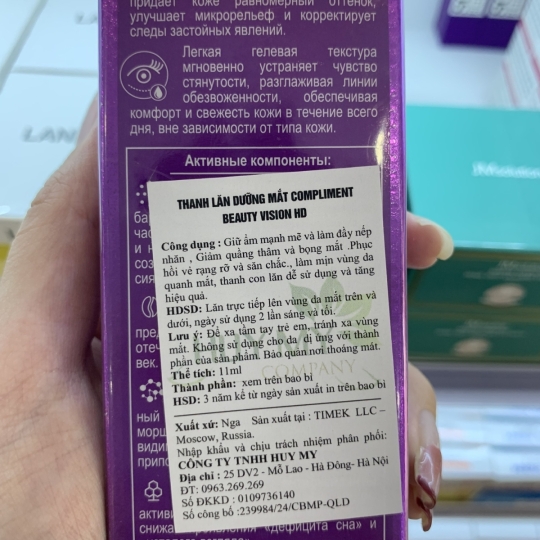 придает коже равномерный оттенок,
улучшает микрорельеф и корректирует
следы застойных явлений.
Легкая гелевая текстура
мгновенно устраняет чувство
стянутости, разглаживая линии
обезвоженности, обеспечивая
комфорт и свежесть кожи в течение всего
дня, вне зависимости от типа кожи.
Активные компоненты:
THANH LĂN DƯỠNG MẮT COMPLIMENT
BEAUTY VISION HD
Công dụng : Giữ ẩm mạnh mẽ và làm đầy nếp
nhăn , Giảm quầng thâm và bọng mắt .Phục
hồi vẻ rạng rỡ và săn chắc., làm mịn vùng da
quanh mắt, thanh con lăn dễ sử dụng và tăng
hiệu quả.
HDSD: Lăn trực tiếp lên vùng da mắt trên và
dưới, ngày sử dụng 2 lần sáng và tối.
Lưu ý: Để xa tầm tay trẻ em, tránh xa vùng
mắt. Không sử dụng cho da dị ứng với thành
phần của sản phẩm. Bảo quản nơi thoáng mát.
Thể tích: 11ml
COMPANY
Thành phần: xem trên bao bì
HSD: 3 năm kể từ ngày sản xuất in trên bao bì
Xuất xứ: Nga Sản xuất tại : TIMEK LLC –
Moscow, Russia.
Nhập khẩu và chịu trách nhiệm phân phối:
CÔNG TY TNHH HUY MY
Địa chỉ : 25 DV2 - Mỗ Lao - Hà Đông- Hà Nội
ĐT: 0963.269.269
Số ĐKKD : 0109736140
Số công bố :239984/24/CBMP-QLD
LAN